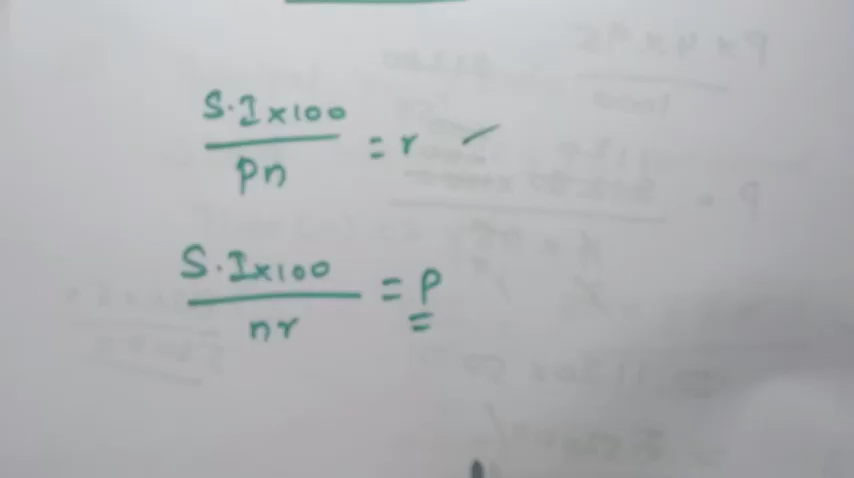 S.I×100
Pn
= r
S.I×100
nr
= P